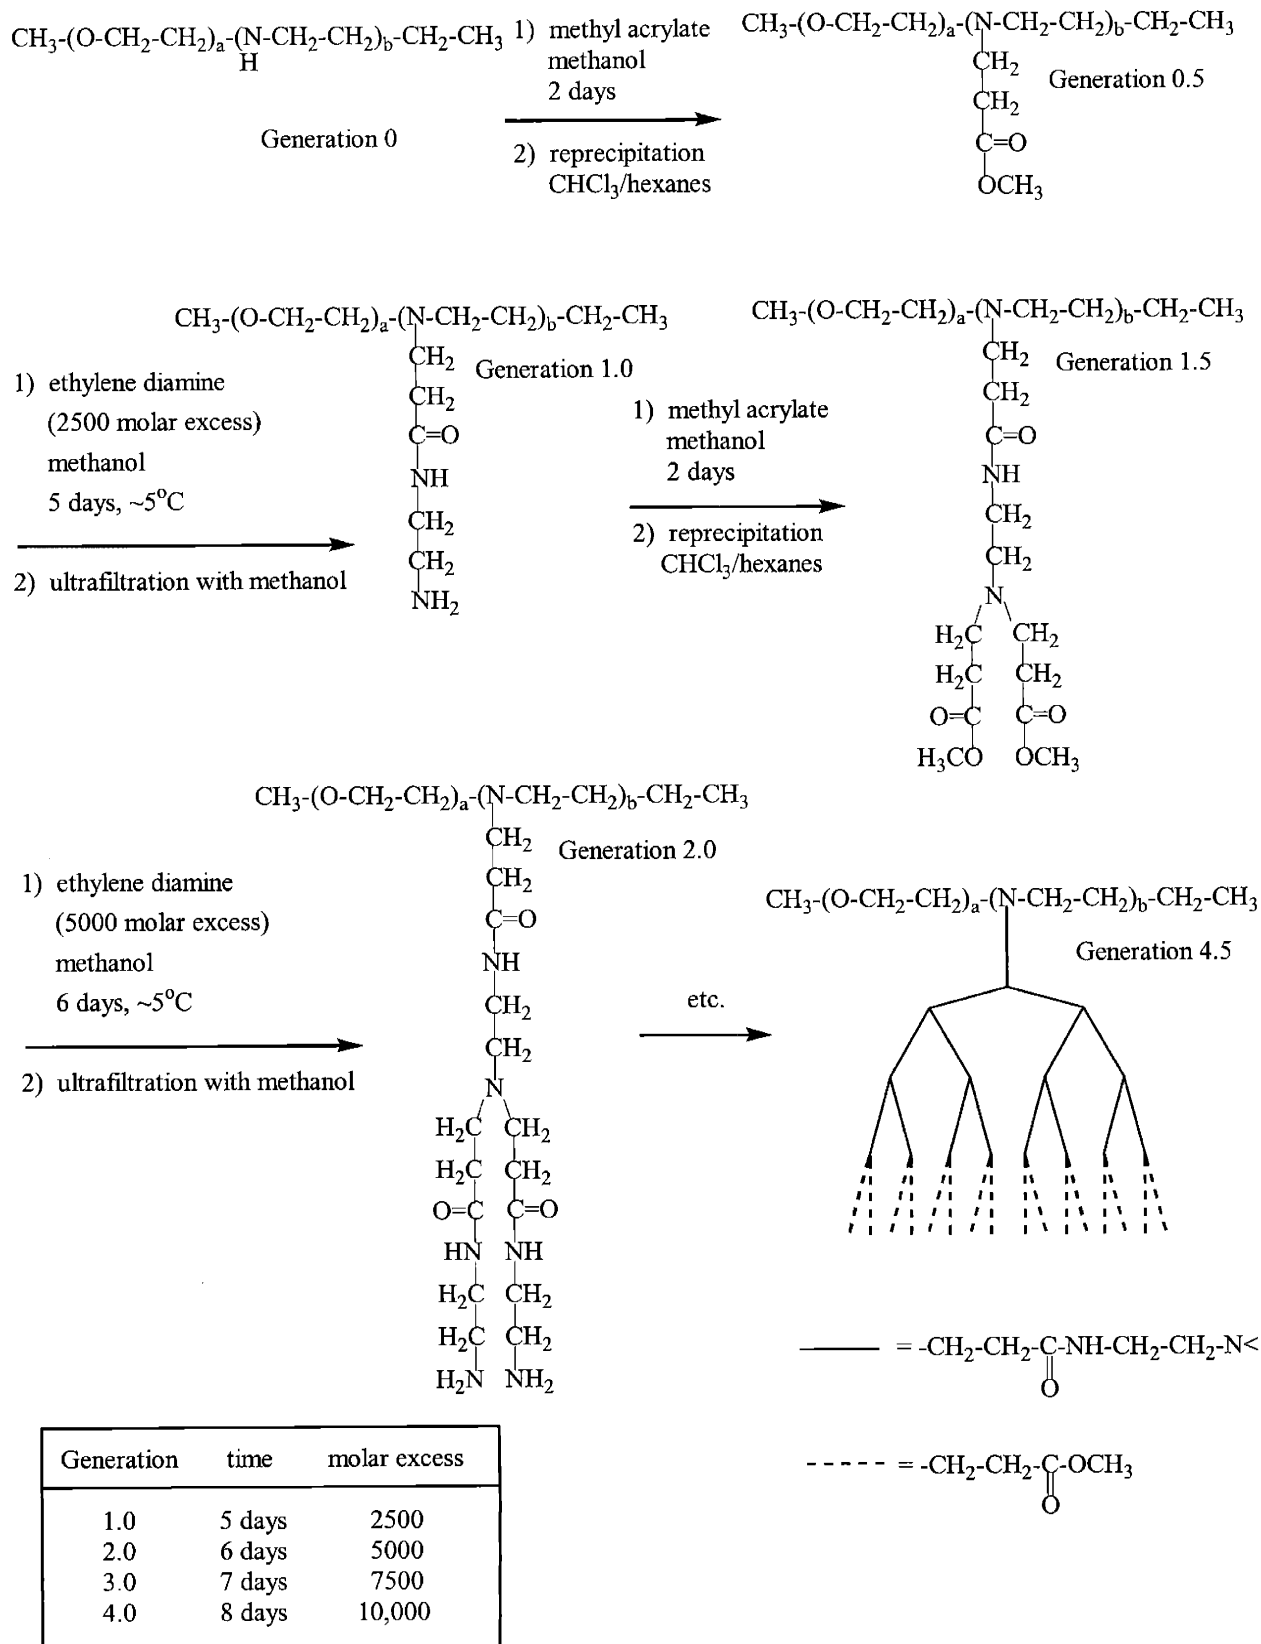 CH₃-(O-CH₂-CH₂)ₐ-(N-CH₂-CH₂)b-CH₂-CH₃
H
Generation 0
1) methyl acrylate
methanol
2 days
2) reprecipitation
CHCl₃/hexanes
CH₃-(O-CH₂-CH₂)ₐ-(N-CH₂-CH₂)b-CH₂-CH₃
CH₂
Generation 0.5
CH₂
C=O
OCH₃
1) ethylene diamine
(2500 molar excess)
methanol
5 days, ~5°C
2) ultrafiltration with methanol
CH₃-(O-CH₂-CH₂)ₐ-(N-CH₂-CH₂)b-CH₂-CH₃
CH₂
Generation 1.0
CH₂
C=O
NH
CH₂
CH₂
NH₂
1) methyl acrylate
methanol
2 days
2) reprecipitation
CHCl₃/hexanes
CH₃-(O-CH₂-CH₂)ₐ-(N-CH₂-CH₂)b-CH₂-CH₃
CH₂
Generation 1.5
CH₂
C=O
NH
CH₂
CH₂
N
H₂C CH₂
H₂C CH₂
O=C C=O
H₃CO OCH₃
1) ethylene diamine
(5000 molar excess)
methanol
6 days, ~5°C
2) ultrafiltration with methanol
CH₃-(O-CH₂-CH₂)ₐ-(N-CH₂-CH₂)b-CH₂-CH₃
CH₂
Generation 2.0
CH₂
C=O
NH
CH₂
CH₂
N
H₂C CH₂
H₂C CH₂
O=C C=O
HN NH
H₂C CH₂
H₂C CH₂
H₂N NH₂
etc.
CH₃-(O-CH₂-CH₂)ₐ-(N-CH₂-CH₂)b-CH₂-CH₃
Generation 4.5
= -CH₂-CH₂-C-NH-CH₂-CH₂-N<
O
= -CH₂-CH₂-C-OCH₃
O
Generation time molar excess
1.0 5 days 2500
2.0 6 days 5000
3.0 7 days 7500
4.0 8 days 10,000